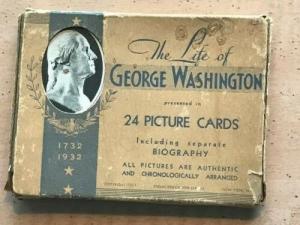 The Life of
GEORGE WASHINGTON
presented in
24 PICTURE CARDS
Including separate
BIOGRAPHY
1732
1932
ALL PICTURES ARE AUTHENTIC
AND CHRONOLOGICALLY ARRANGED